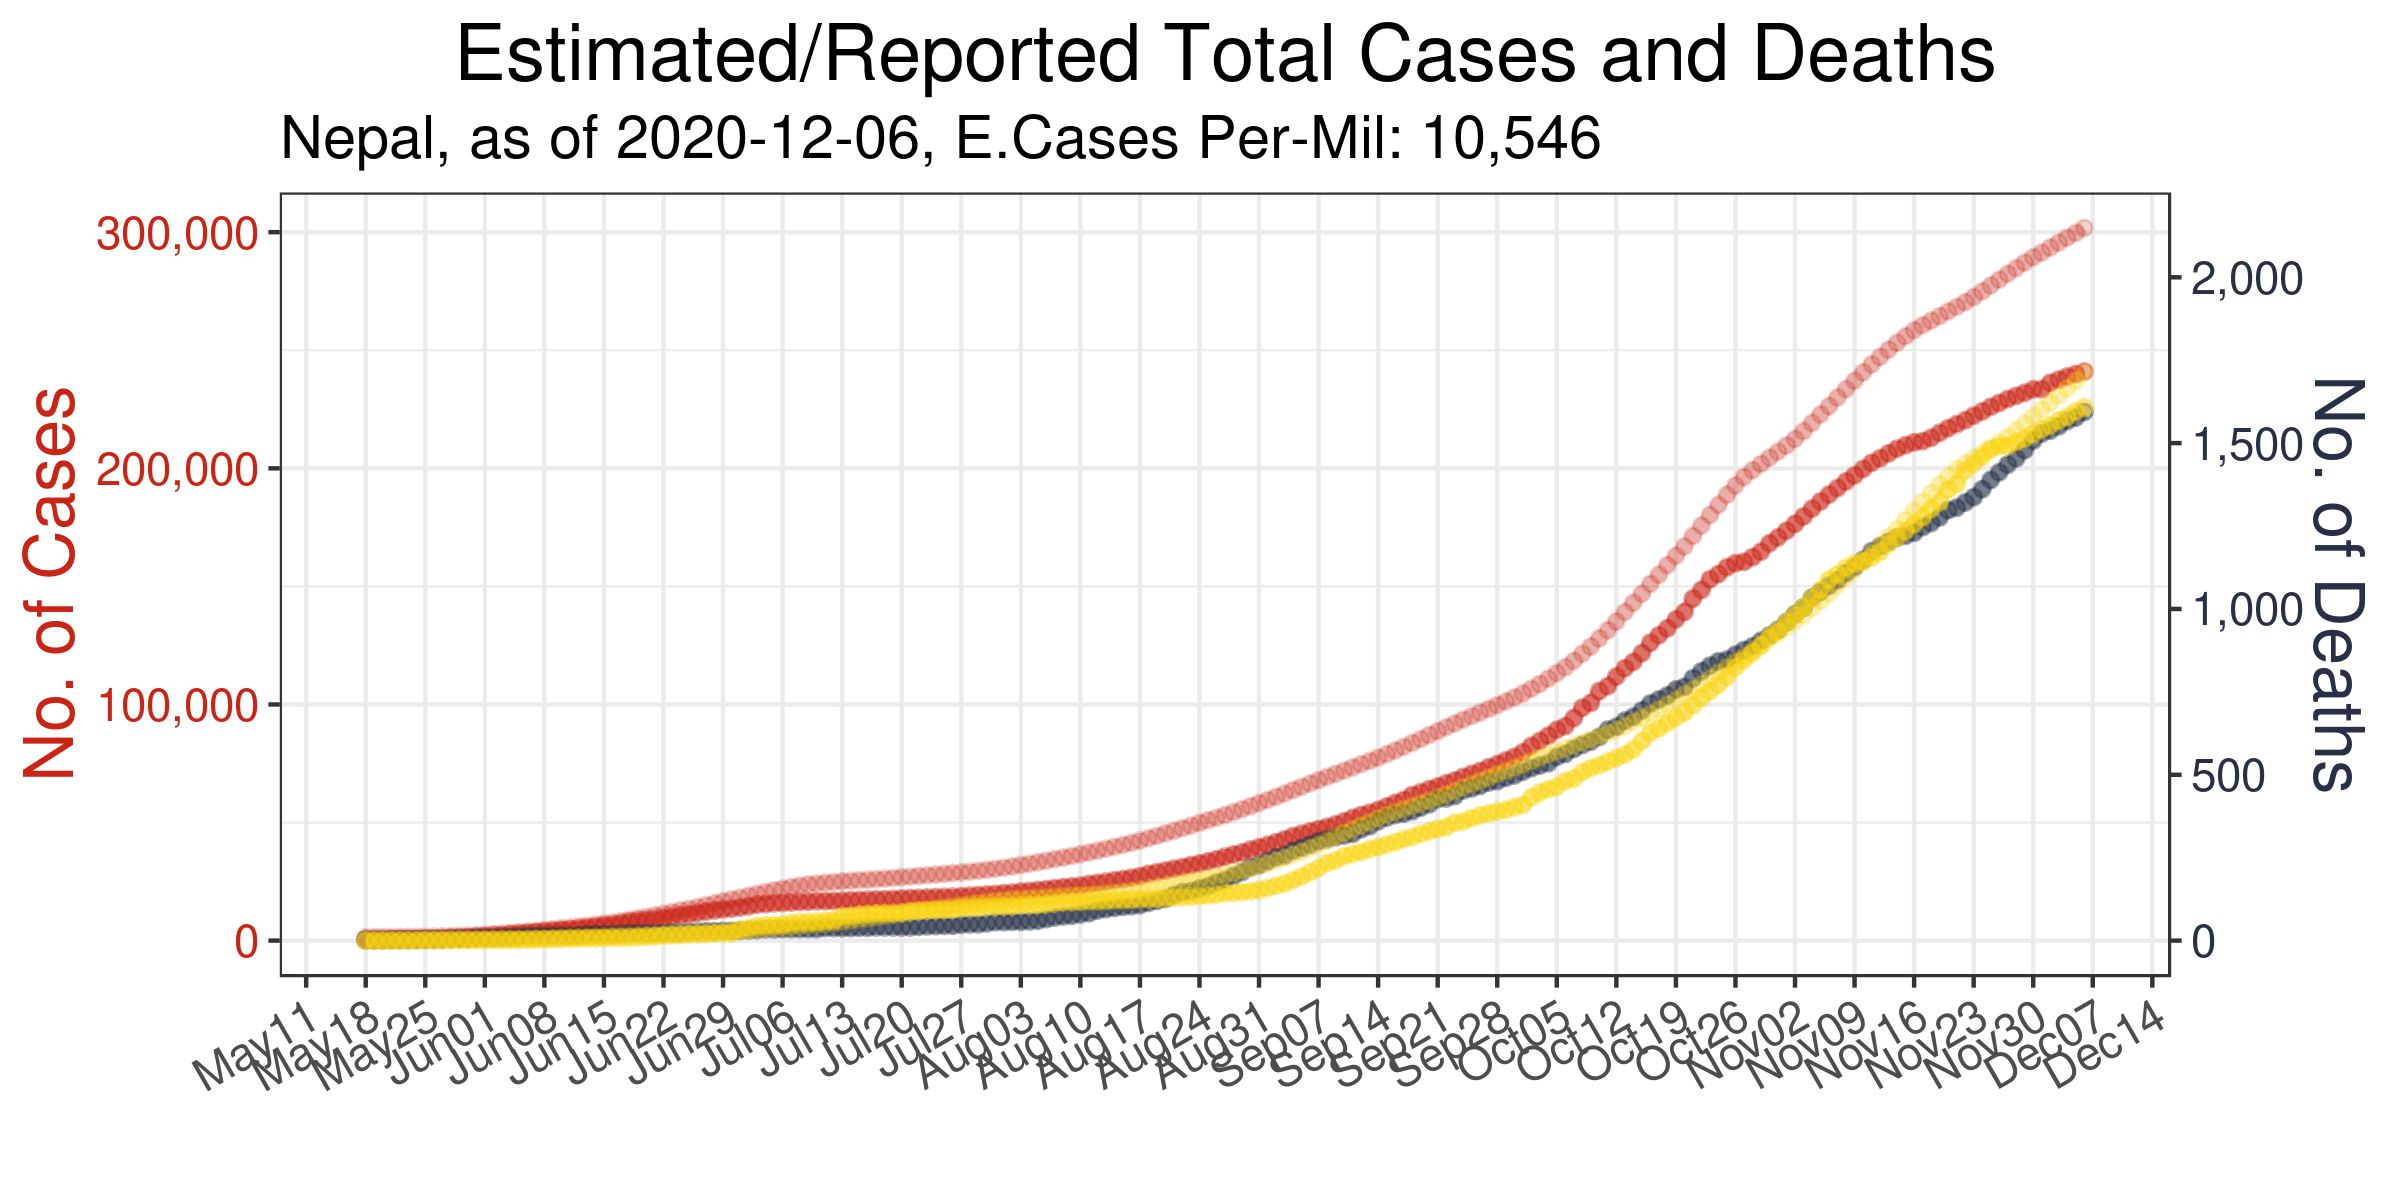 Estimated/Reported Total Cases and Deaths
Nepal, as of 2020-12-06, E.Cases Per-Mil: 10,546
No. of Cases
300,000
200,000
100,000
0
2,000
1,500
1,000
500
0
No. of Deaths
May11
May18
May25
Jun01
Jun08
Jun15
Jun22
Jun29
Jul06
Jul13
Jul20
Jul27
Aug03
Aug10
Aug17
Aug24
Aug31
Sep07
Sep14
Sep21
Sep28
Oct05
Oct12
Oct19
Oct26
Nov02
Nov09
Nov16
Nov23
Nov30
Dec07
Dec14